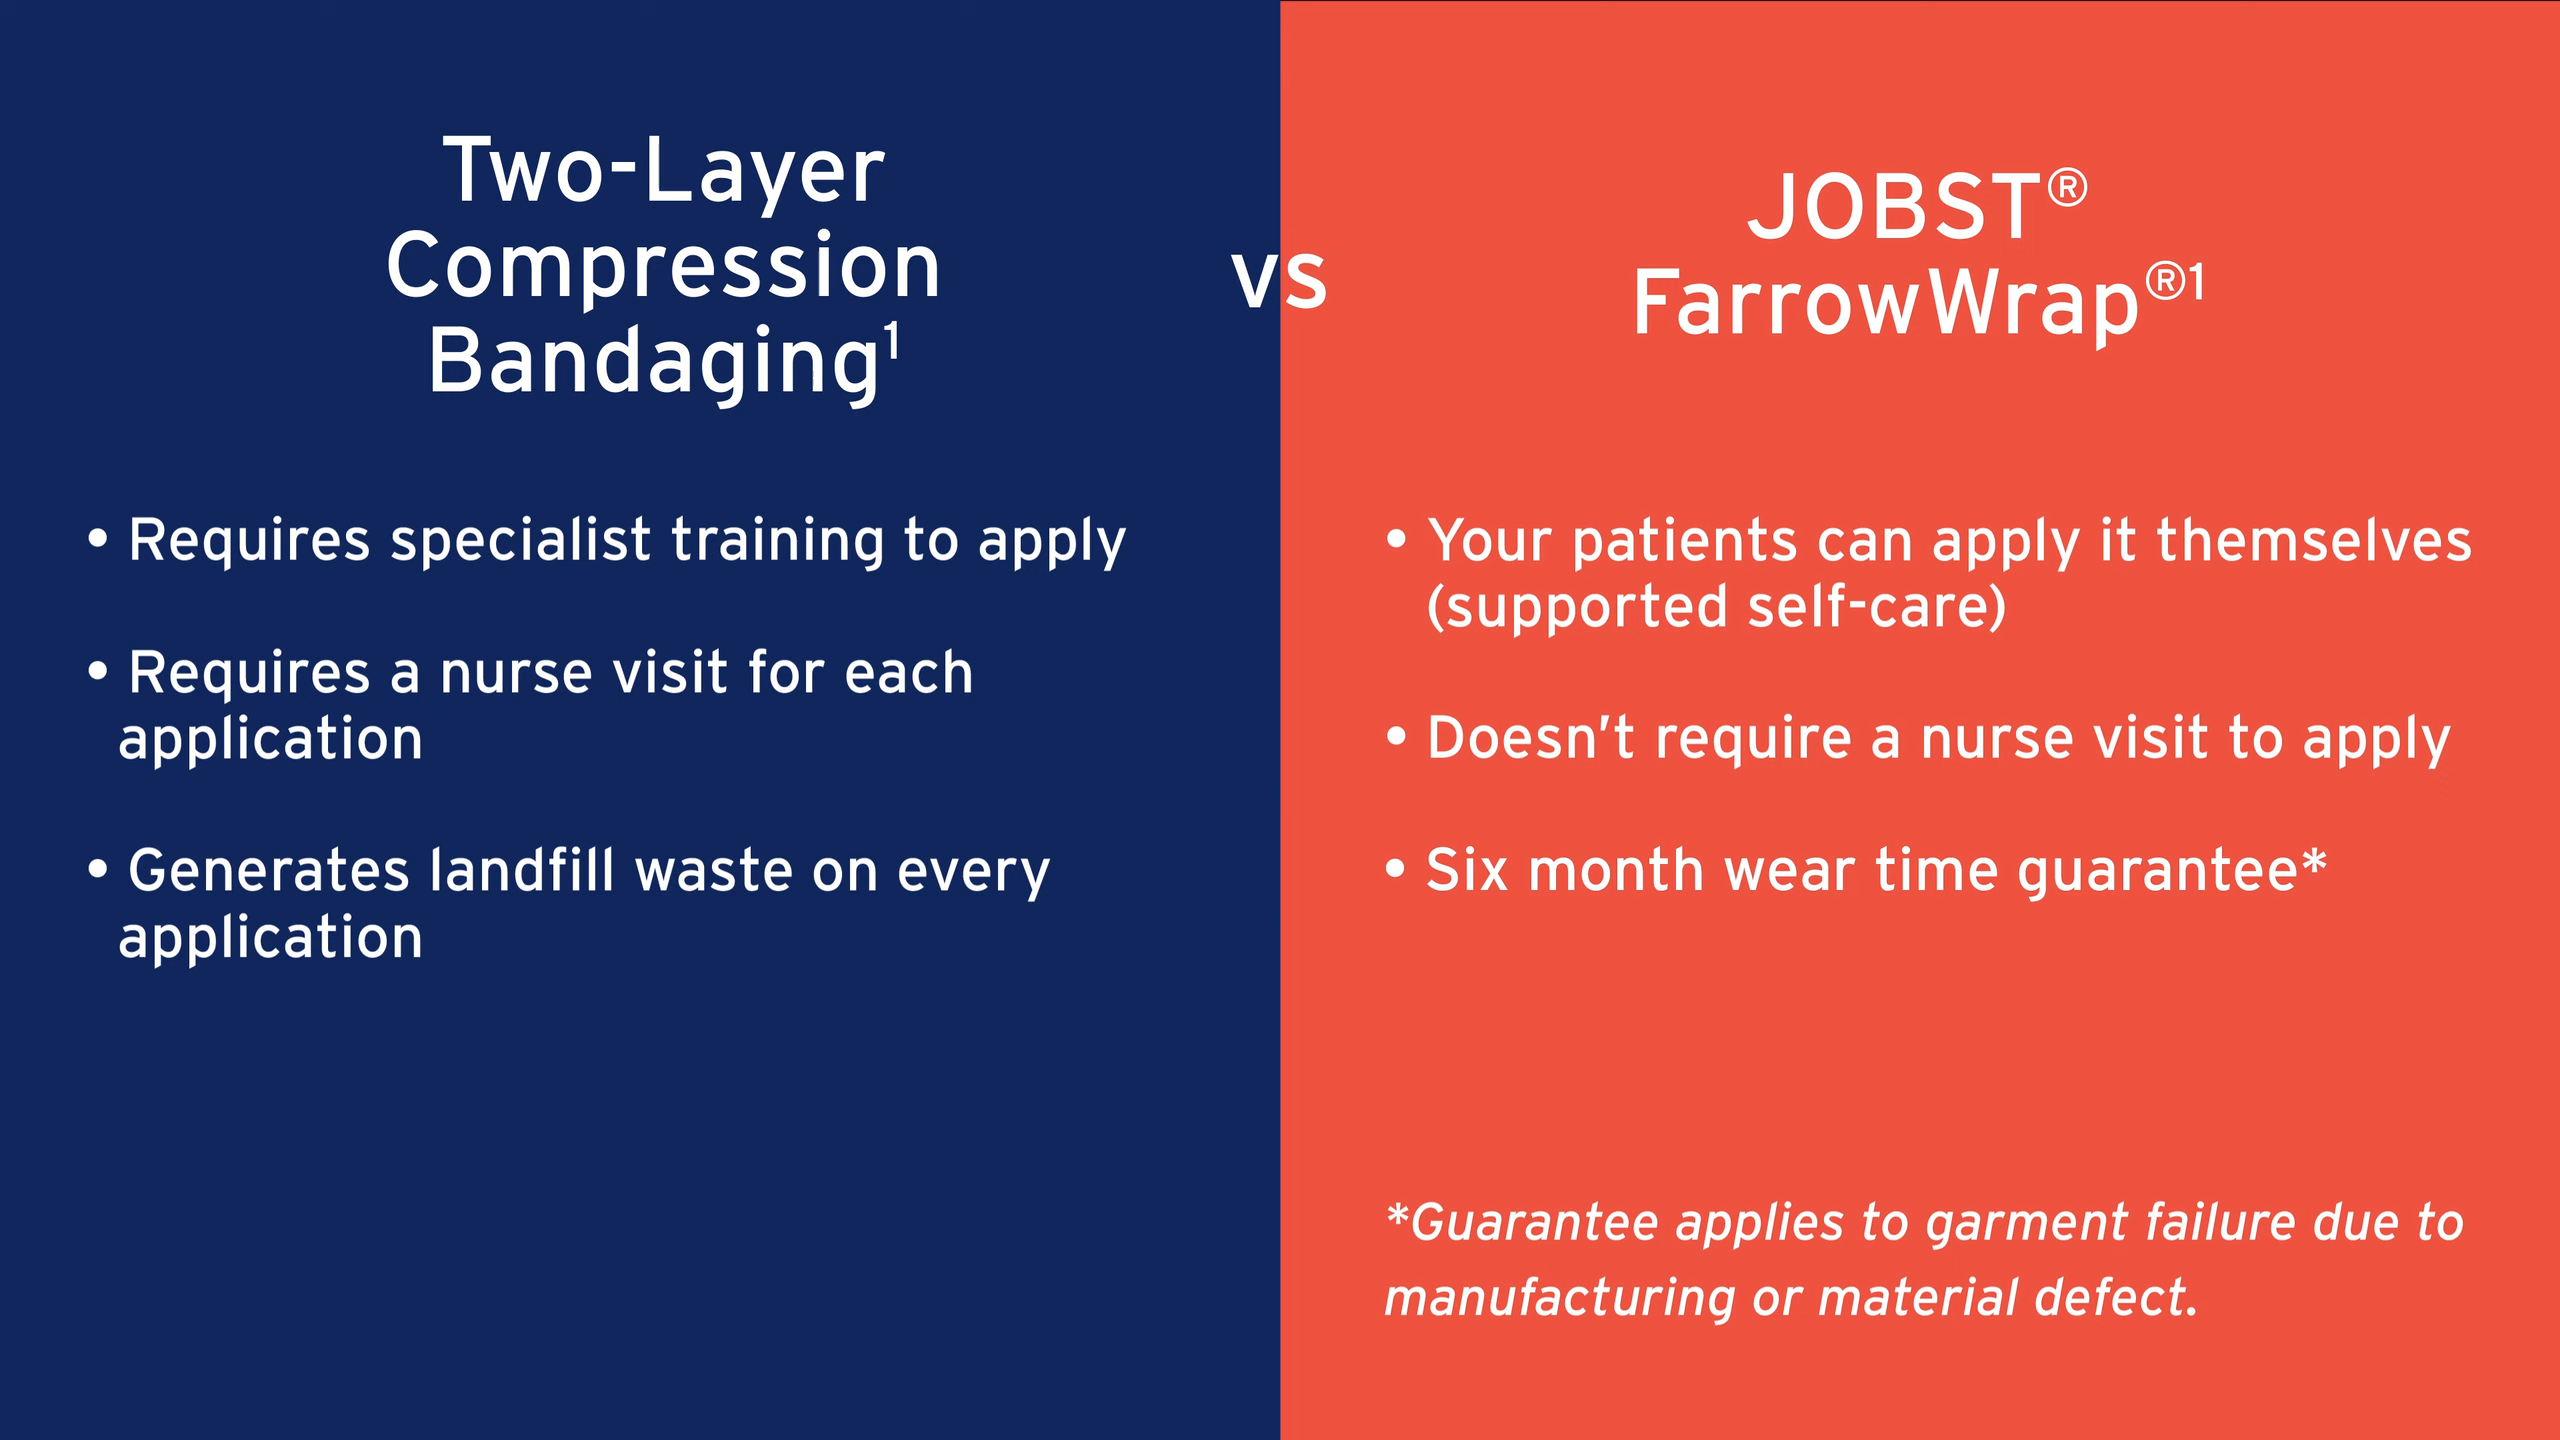 Two-Layer
Compression
Bandaging¹
vs
JOBST®
FarrowWrap®¹
• Requires specialist training to apply
• Requires a nurse visit for each
application
• Generates landfill waste on every
application
• Your patients can apply it themselves
(supported self-care)
• Doesn't require a nurse visit to apply
• Six month wear time guarantee*
*Guarantee applies to garment failure due to
manufacturing or material defect.